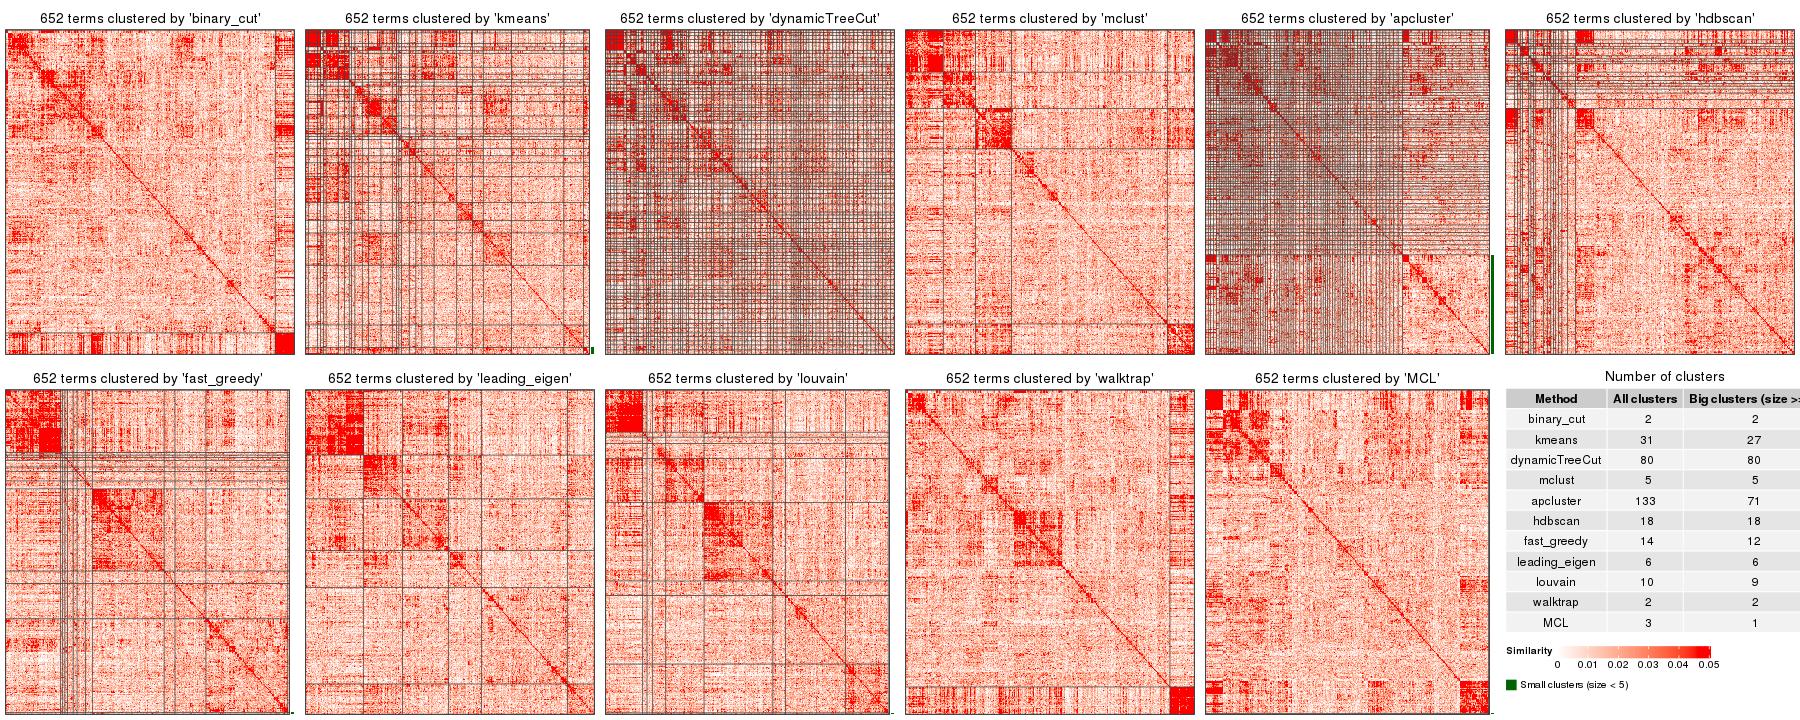 652 terms clustered by 'binary_cut'
652 terms clustered by 'kmeans'
652 terms clustered by 'dynamicTreeCut'
652 terms clustered by 'mclust'
652 terms clustered by 'apcluster'
652 terms clustered by 'hdbscan'
652 terms clustered by 'fast_greedy'
652 terms clustered by 'leading_eigen'
652 terms clustered by 'louvain'
652 terms clustered by 'walktrap'
652 terms clustered by 'MCL'
Number of clusters
Method All clusters Big clusters (size >
binary_cut 2 2
kmeans 31 27
dynamicTreeCut 80 80
mclust 5 5
apcluster 133 71
hdbscan 18 18
fast_greedy 14 12
leading_eigen 6 6
louvain 10 9
walktrap 2 2
MCL 3 1
Similarity
0 0.01 0.02 0.03 0.04 0.05
Small clusters (size < 5)